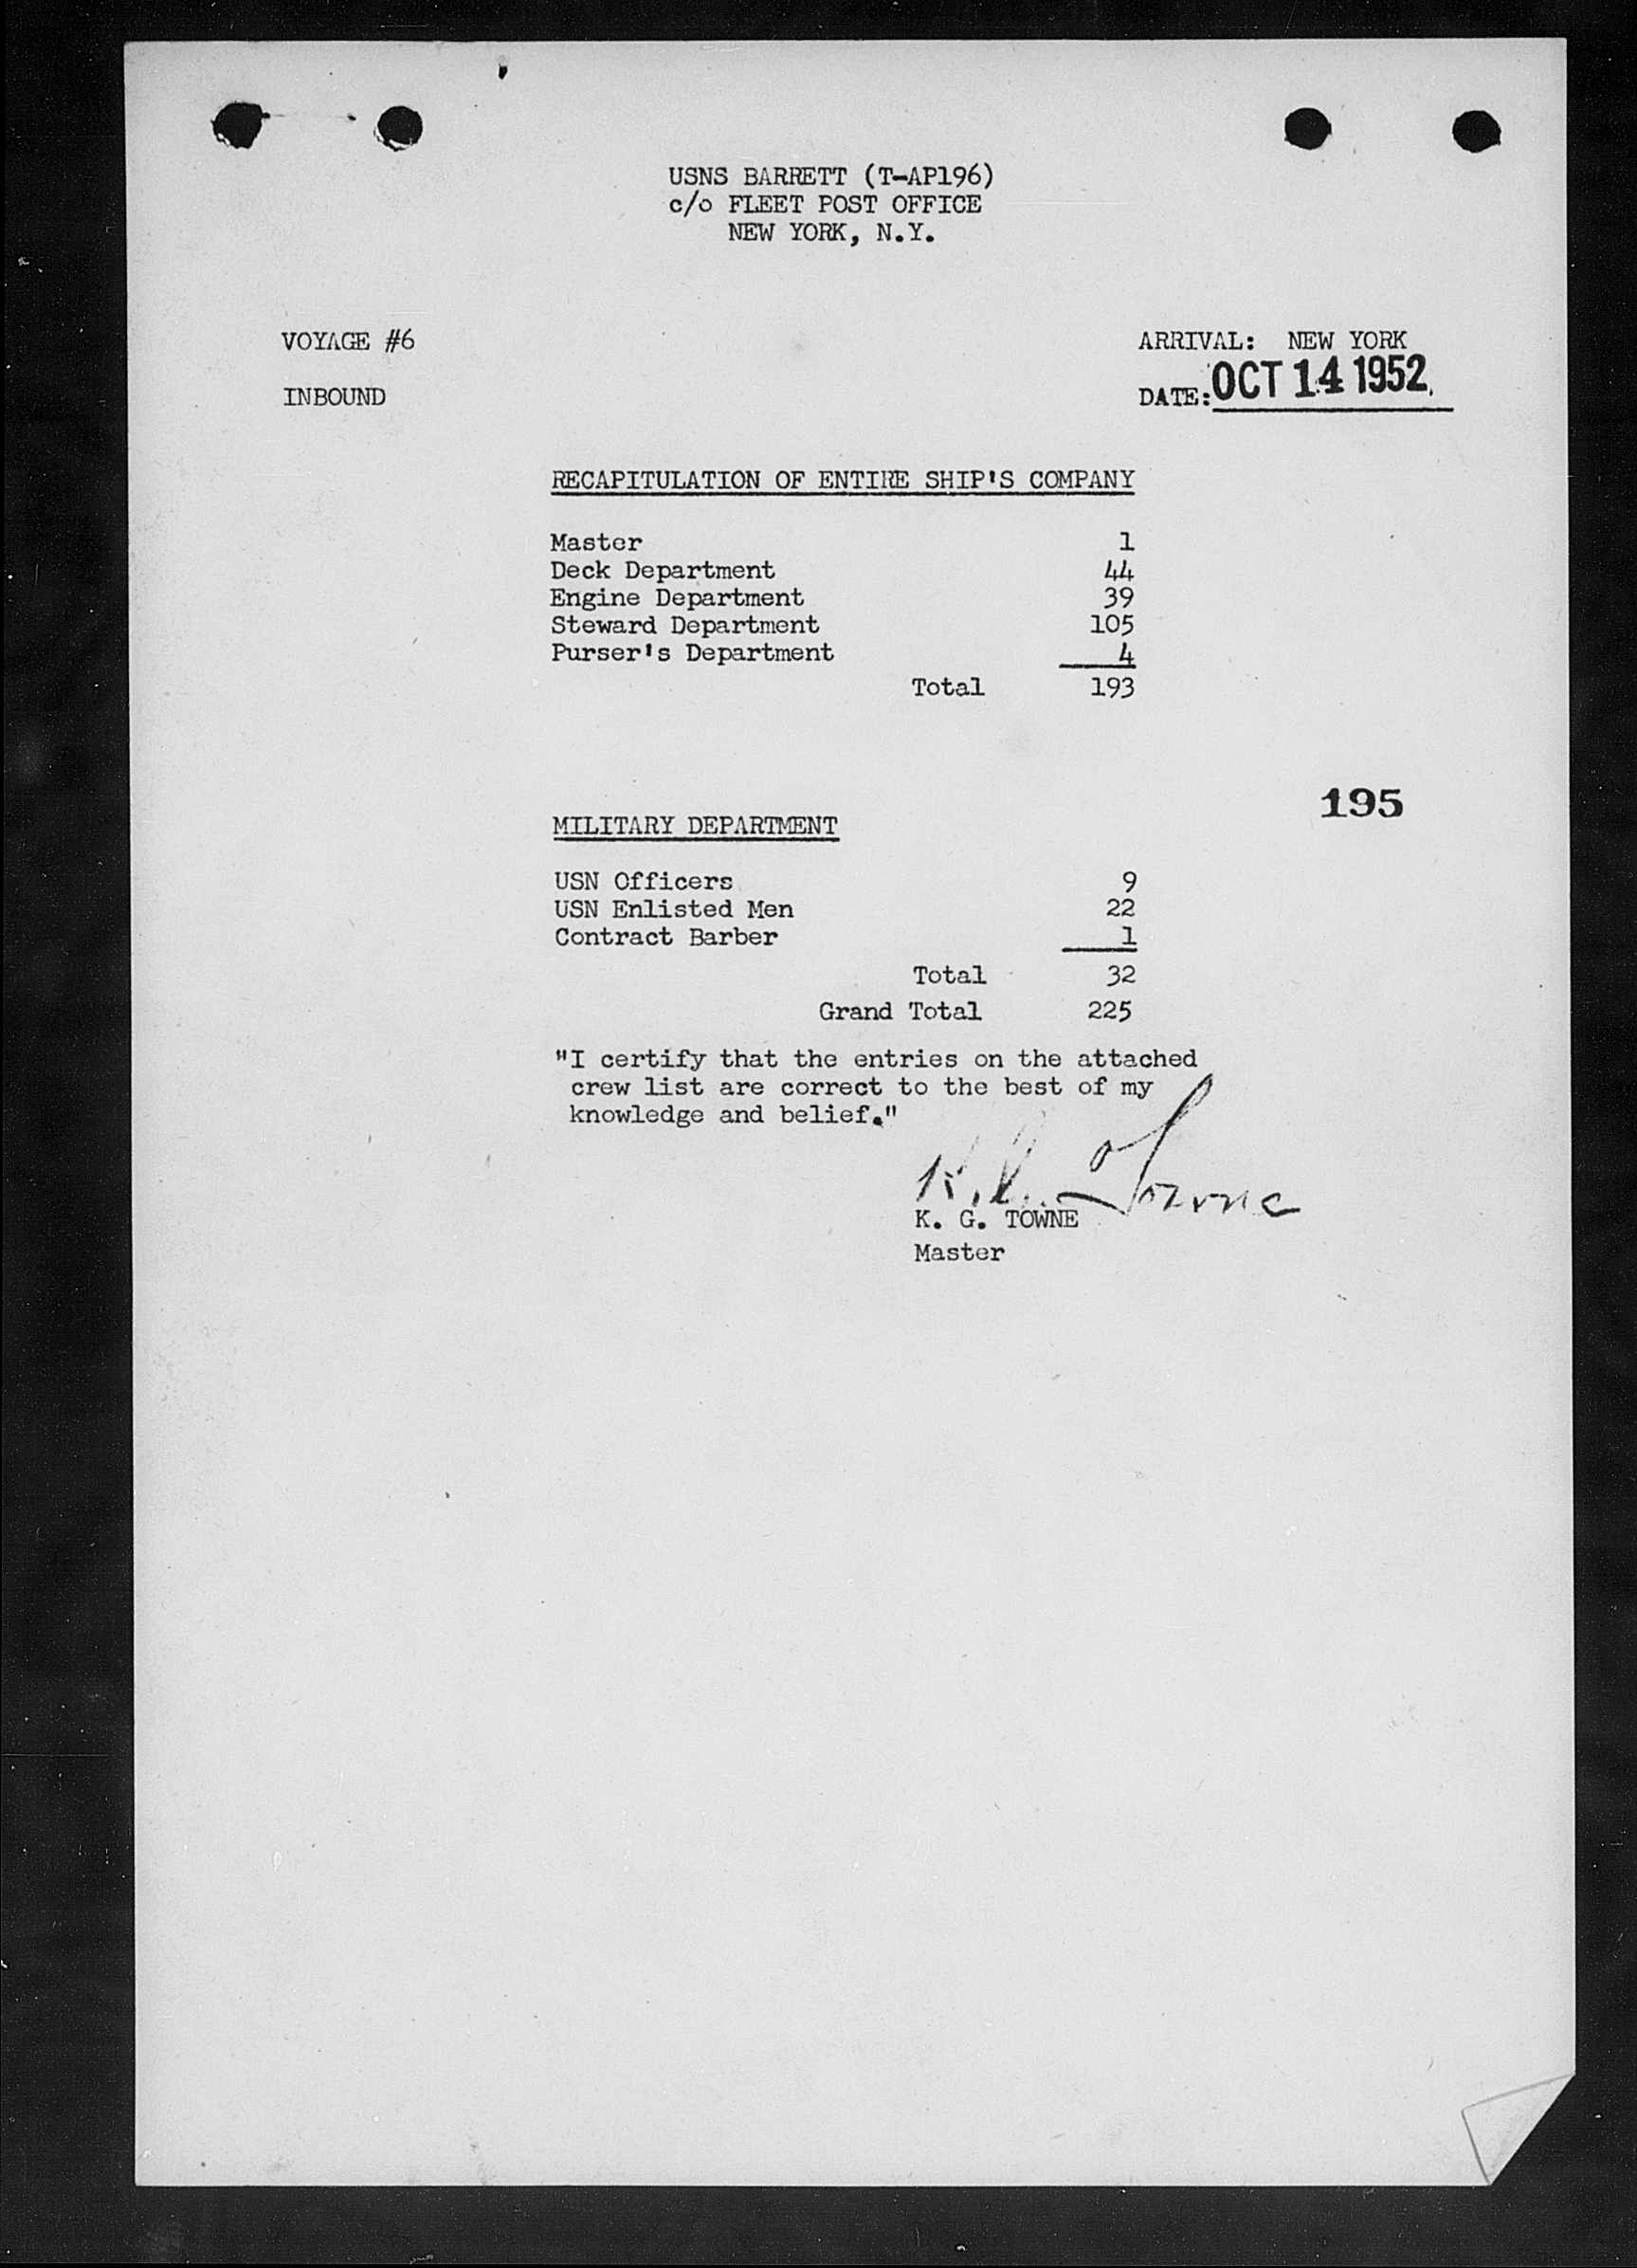 USNS BARRETT (T-AP196)
c/o FLEET POST OFFICE
NEW YORK, N.Y.
VOYAGE #6
ARRIVAL: NEW YORK
INBOUND
DATE: OCT 14 1952
RECAPITULATION OF ENTIRE SHIP'S COMPANY
Master 1
Deck Department 44
Engine Department 39
Steward Department 105
Purser's Department 4
Total 193
195
MILITARY DEPARTMENT
USN Officers 9
USN Enlisted Men 22
Contract Barber 1
Total 32
Grand Total 225
"I certify that the entries on the attached
crew list are correct to the best of my
knowledge and belief."
K. G. Towne
K. G. TOWNE
Master